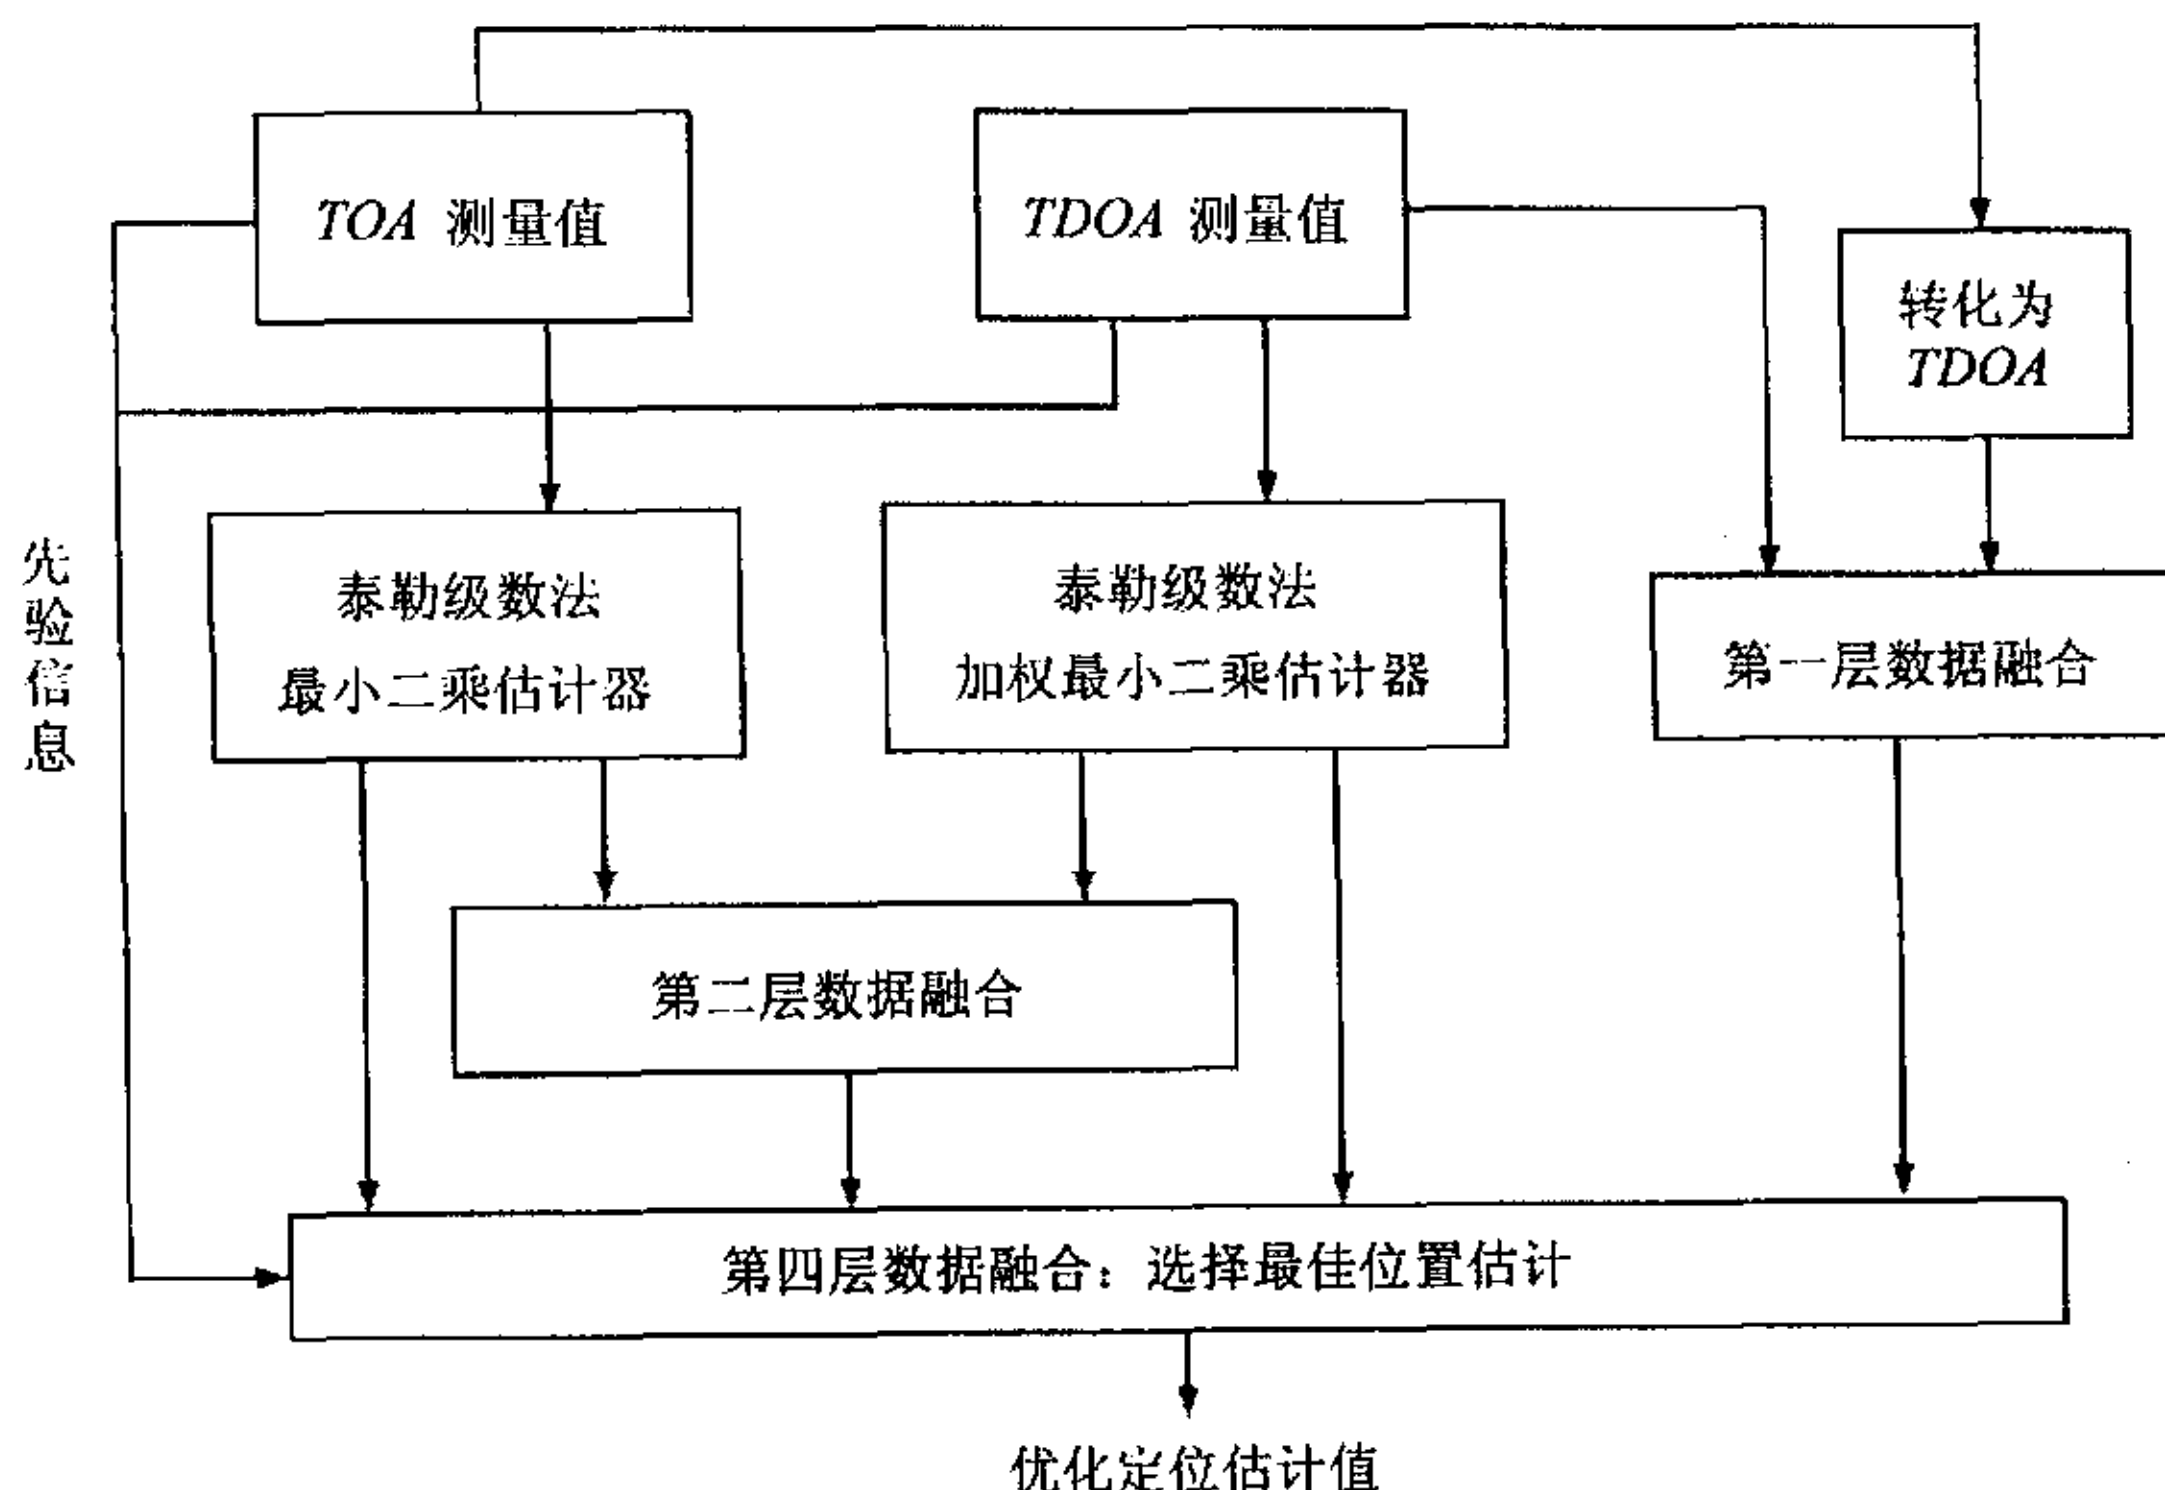 TOA 测量值
TDOA 测量值
转化为
TDOA
先验信息
泰勒级数法
最小二乘估计器
泰勒级数法
加权最小二乘估计器
第一层数据融合
第二层数据融合
第四层数据融合：选择最佳位置估计
优化定位估计值